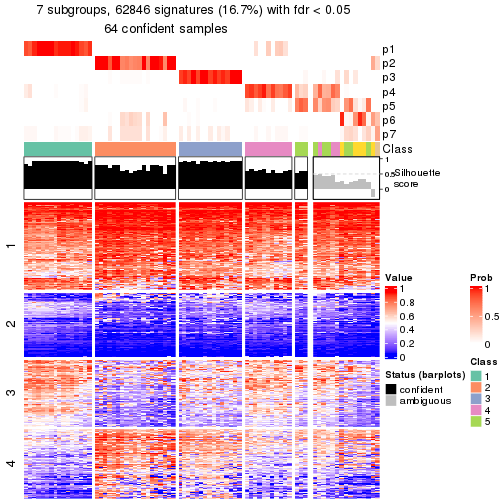 7 subgroups, 62846 signatures (16.7%) with fdr < 0.05
64 confident samples
p1
p2
p3
p4
p5
p6
p7
Class
1
0.5
0
Silhouette
score
1
2
3
4
Value
1
0.8
0.6
0.4
0.2
0
Status (barplots)
confident
ambiguous
Prob
1
0.5
0
Class
1
2
3
4
5